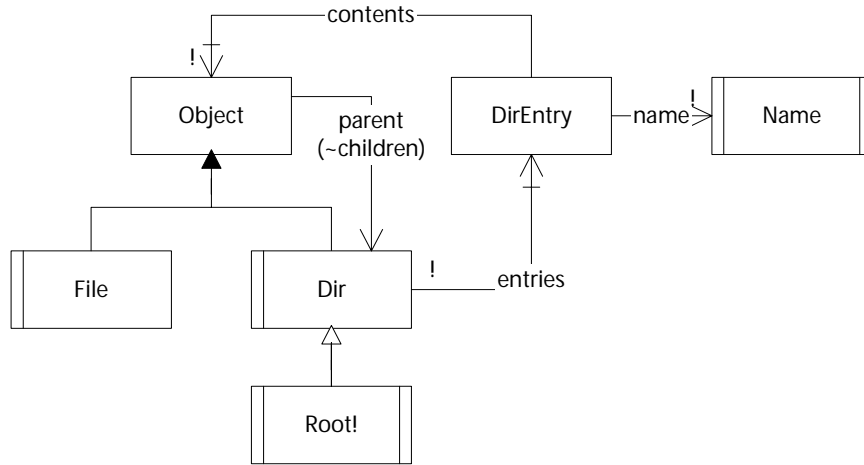 contents
!
Object
DirEntry
name
!
Name
parent
(~children)
File
Dir
!
entries
Root!